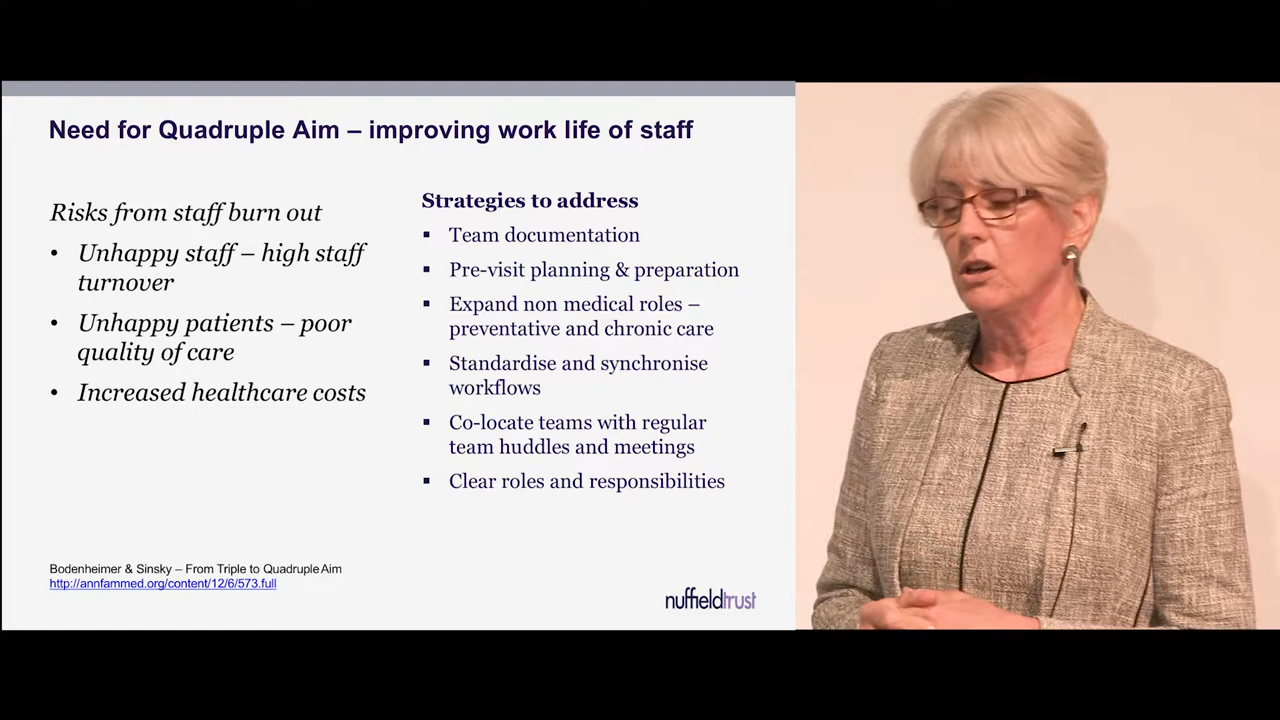 Need for Quadruple Aim – improving work life of staff
Risks from staff burn out
• Unhappy staff – high staff
turnover
• Unhappy patients – poor
quality of care
• Increased healthcare costs
Strategies to address
▪ Team documentation
▪ Pre-visit planning & preparation
▪ Expand non medical roles –
preventative and chronic care
▪ Standardise and synchronise
workflows
▪ Co-locate teams with regular
team huddles and meetings
▪ Clear roles and responsibilities
Bodenheimer & Sinsky – From Triple to Quadruple Aim
http://annfammed.org/content/12/6/573.full
nuffieldtrust